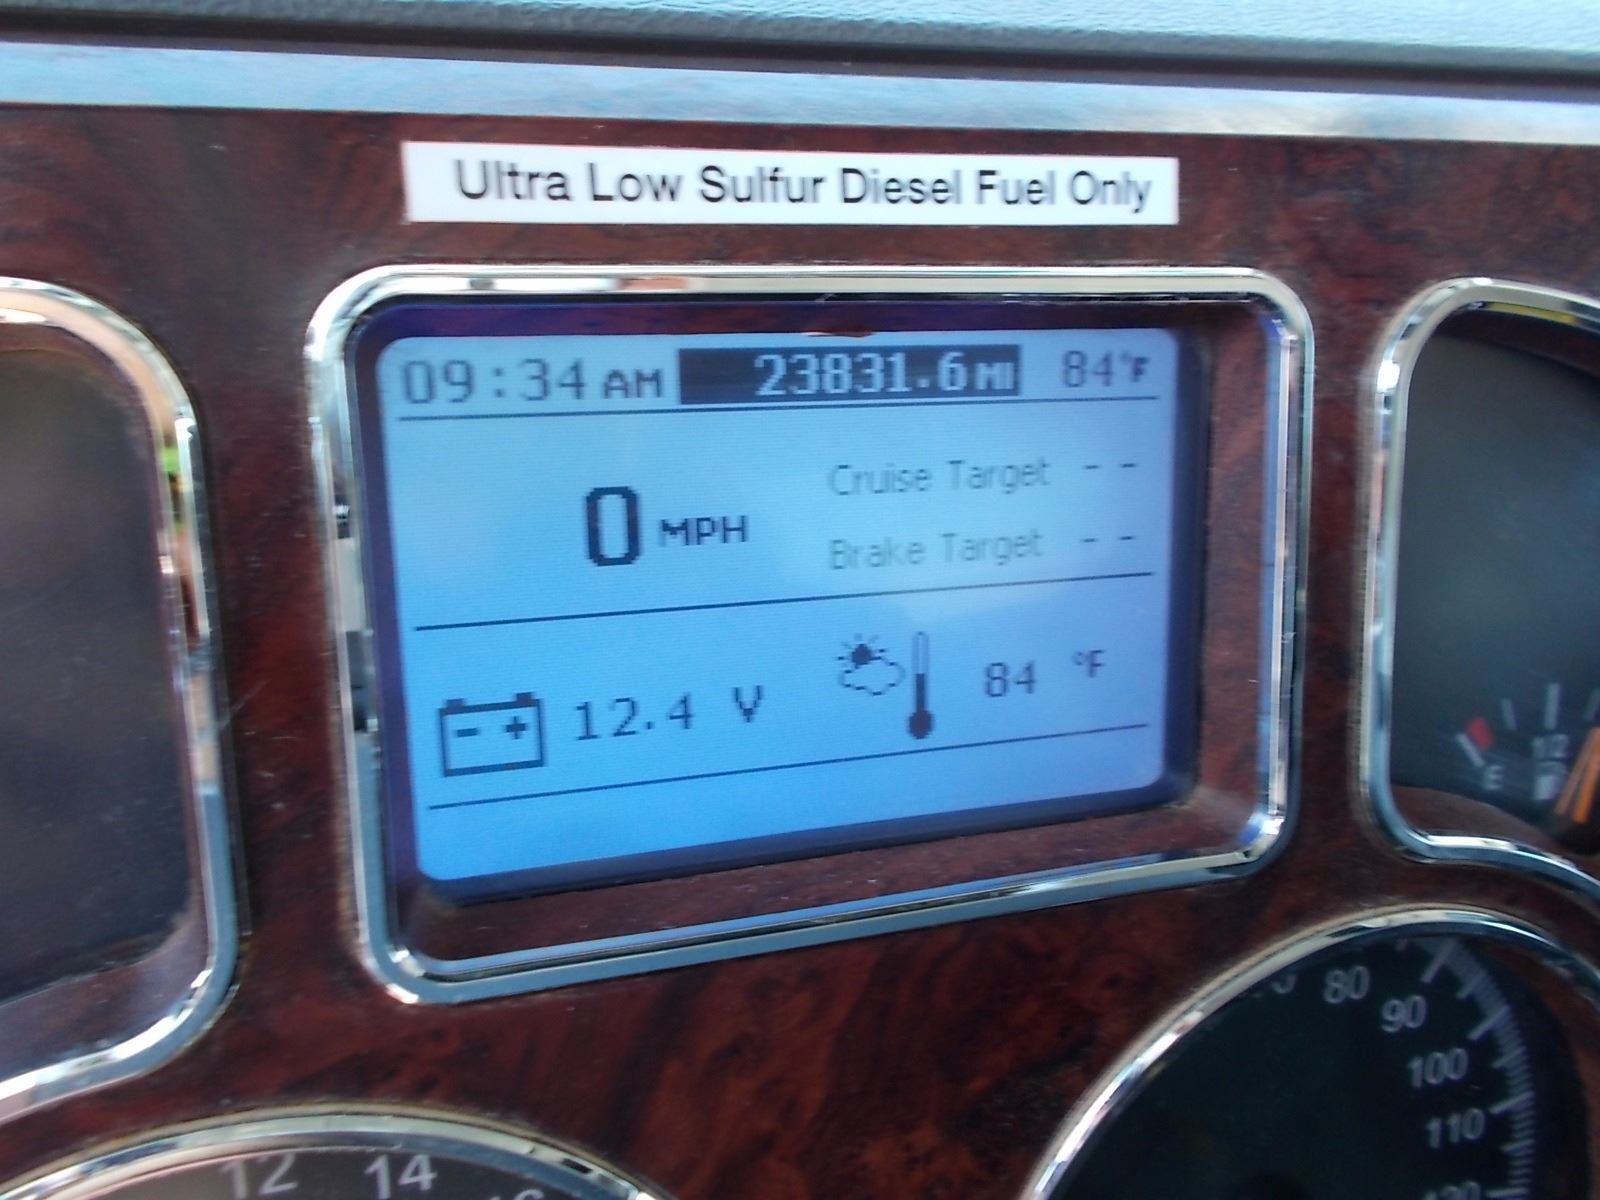 Ultra Low Sulfur Diesel Fuel Only
09:34 AM 23831.6 MI 84°F
Cruise Target --
0 MPH
Brake Target --
- + 12.4 V 84 °F
1/2
E
80
90
100
110
12 14